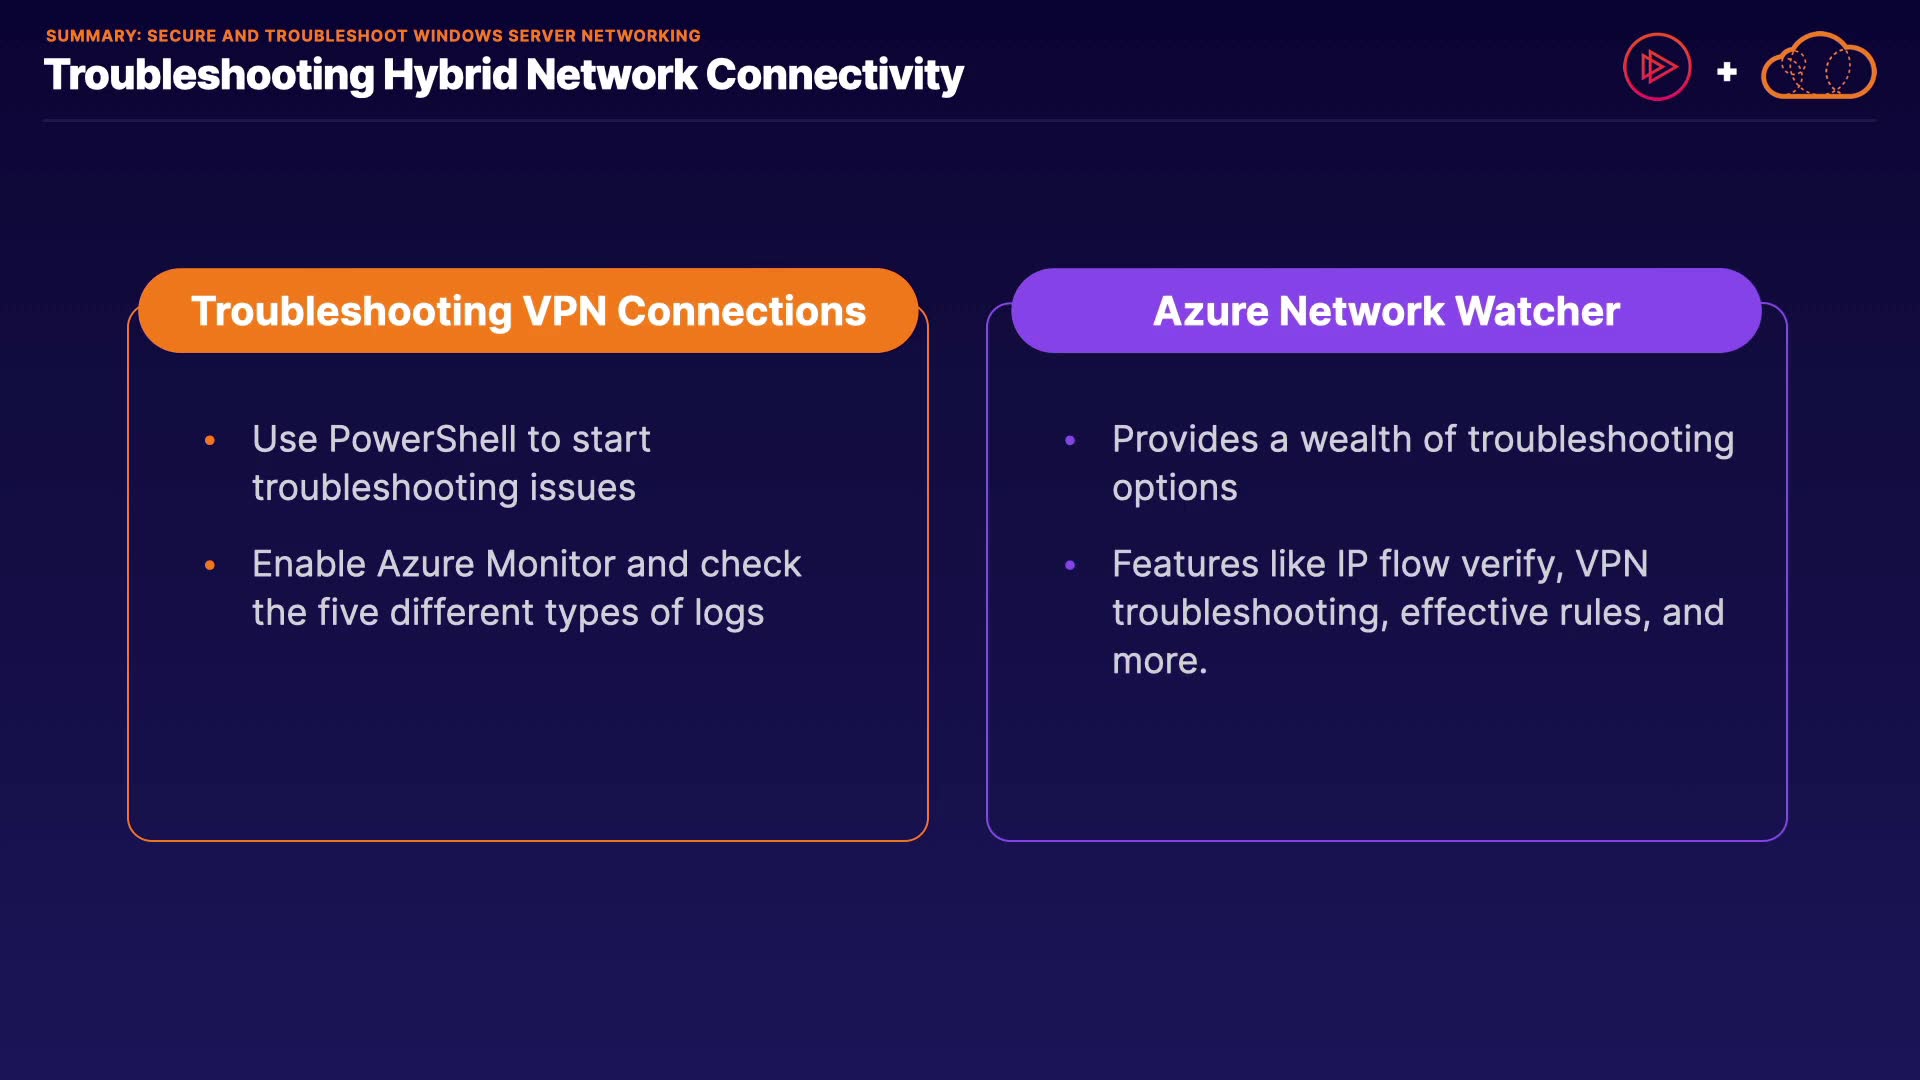 SUMMARY: SECURE AND TROUBLESHOOT WINDOWS SERVER NETWORKING
Troubleshooting Hybrid Network Connectivity
+
Troubleshooting VPN Connections
• Use PowerShell to start
troubleshooting issues
• Enable Azure Monitor and check
the five different types of logs
Azure Network Watcher
• Provides a wealth of troubleshooting
options
• Features like IP flow verify, VPN
troubleshooting, effective rules, and
more.